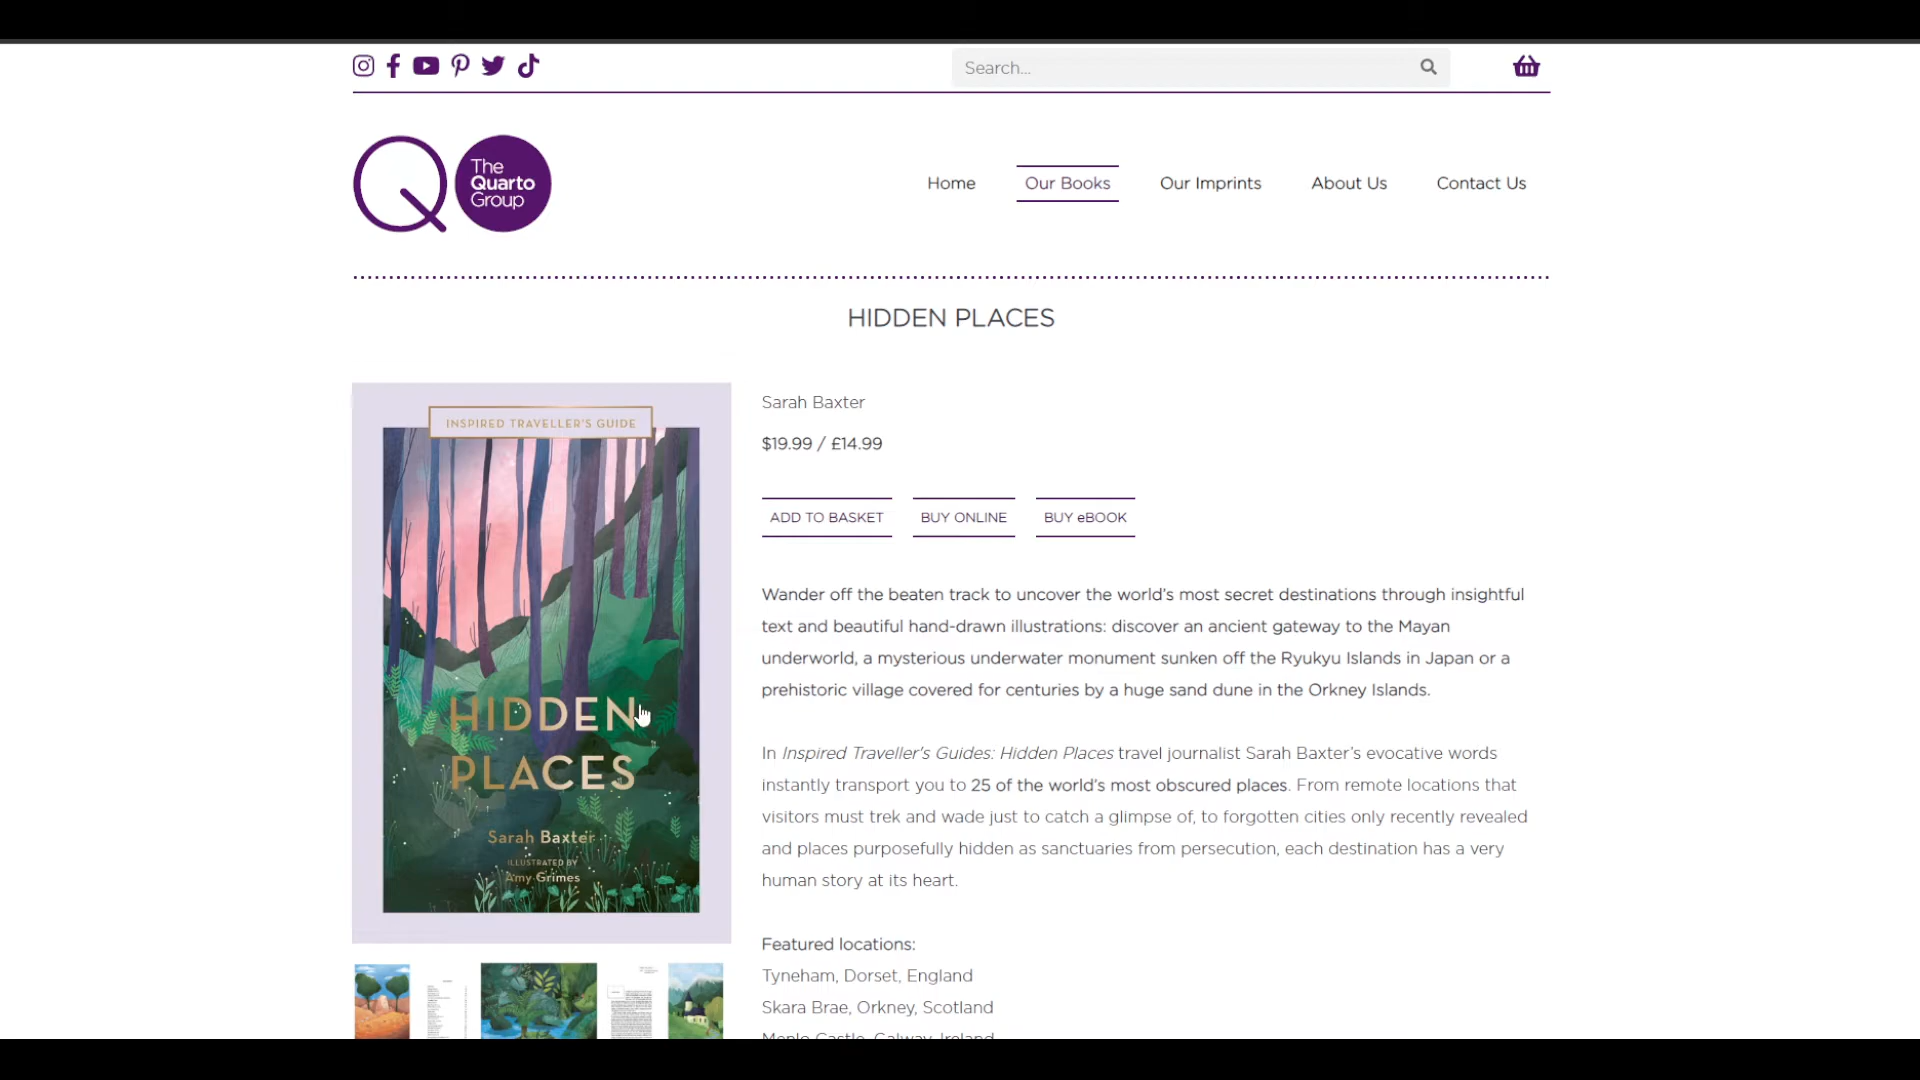 Search...
The
Quarto
Group
Home
Our Books
Our Imprints
About Us
Contact Us
HIDDEN PLACES
INSPIRED TRAVELLER'S GUIDE
HIDDEN
PLACES
Sarah Baxter
ILLUSTRATED BY
Amy Grimes
Sarah Baxter
$19.99 / £14.99
ADD TO BASKET
BUY ONLINE
BUY eBOOK
Wander off the beaten track to uncover the world's most secret destinations through insightful
text and beautiful hand-drawn illustrations: discover an ancient gateway to the Mayan
underworld, a mysterious underwater monument sunken off the Ryukyu Islands in Japan or a
prehistoric village covered for centuries by a huge sand dune in the Orkney Islands.
In Inspired Traveller's Guides: Hidden Places travel journalist Sarah Baxter's evocative words
instantly transport you to 25 of the world's most obscured places. From remote locations that
visitors must trek and wade just to catch a glimpse of, to forgotten cities only recently revealed
and places purposefully hidden as sanctuaries from persecution, each destination has a very
human story at its heart.
Featured locations:
Tyneham, Dorset, England
Skara Brae, Orkney, Scotland
Menlo Castle, Galway, Ireland